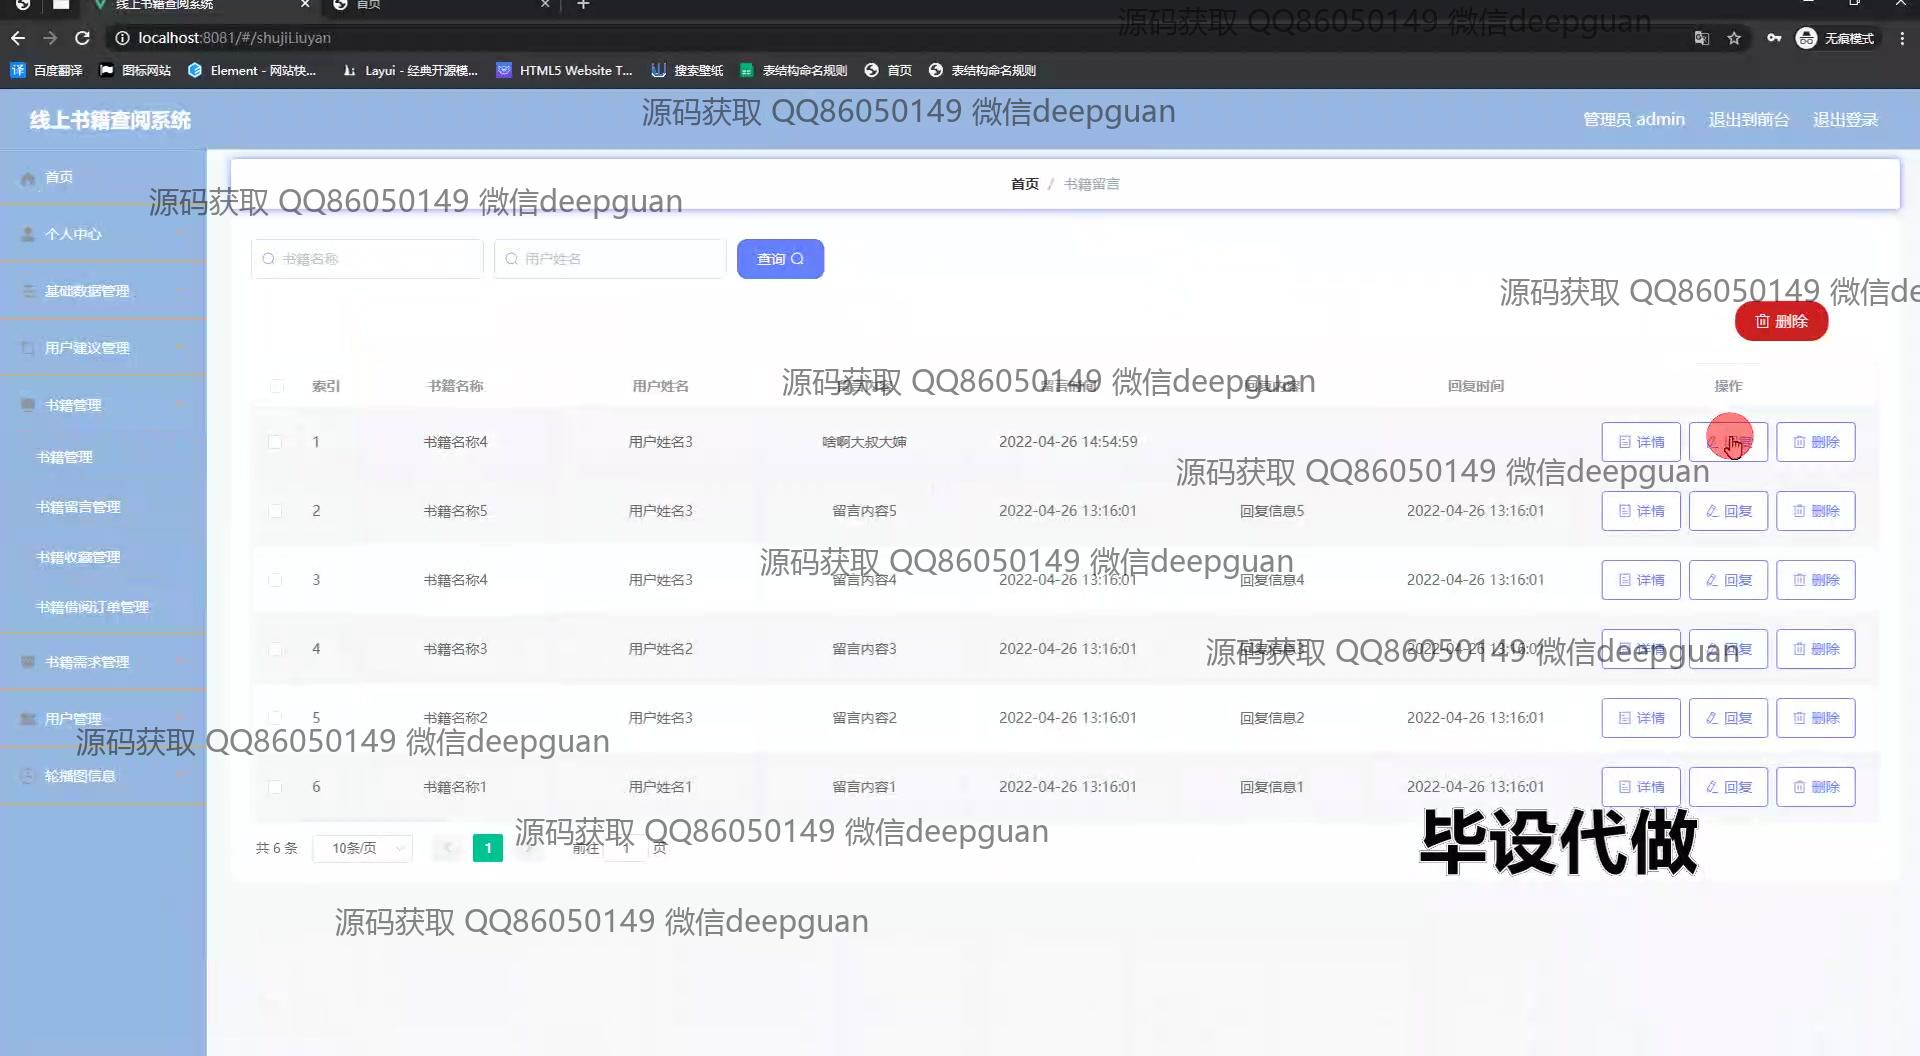 线上书籍查阅系统
首页
源码获取 QQ86050149 微信deepguan
localhost:8081/#/shujiLiuyan
无痕模式
百度翻译
图标网站
Element - 网站快...
Layui - 经典开源模...
HTML5 Website T...
搜索壁纸
表结构命名规则
首页
表结构命名规则
线上书籍查阅系统
源码获取 QQ86050149 微信deepguan
管理员 admin
退出到前台
退出登录
首页
首页 / 书籍留言
源码获取 QQ86050149 微信deepguan
个人中心
书籍名称
用户姓名
查询
基础数据管理
源码获取 QQ86050149 微信de
删除
用户建议管理
源码获取 QQ86050149 微信deepguan
索引 书籍名称 用户姓名 留言内容 留言时间 回复内容 回复时间 操作
书籍管理
1 书籍名称4 用户姓名3 啥啊大叔大婶 2022-04-26 14:54:59 详情 回复 删除
书籍管理
源码获取 QQ86050149 微信deepguan
书籍留言管理
2 书籍名称5 用户姓名3 留言内容5 2022-04-26 13:16:01 回复信息5 2022-04-26 13:16:01 详情 回复 删除
书籍收藏管理
源码获取 QQ86050149 微信deepguan
3 书籍名称4 用户姓名3 留言内容4 2022-04-26 13:16:01 回复信息4 2022-04-26 13:16:01 详情 回复 删除
书籍借阅订单管理
4 书籍名称3 用户姓名2 留言内容3 2022-04-26 13:16:01 回复信息3 2022-04-26 13:16:01 详情 回复 删除
源码获取 QQ86050149 微信deepguan
书籍需求管理
用户管理
5 书籍名称2 用户姓名3 留言内容2 2022-04-26 13:16:01 回复信息2 2022-04-26 13:16:01 详情 回复 删除
源码获取 QQ86050149 微信deepguan
轮播图信息
6 书籍名称1 用户姓名1 留言内容1 2022-04-26 13:16:01 回复信息1 2022-04-26 13:16:01 详情 回复 删除
源码获取 QQ86050149 微信deepguan
共 6 条 10条/页 1 前往 1 页
毕设代做
源码获取 QQ86050149 微信deepguan